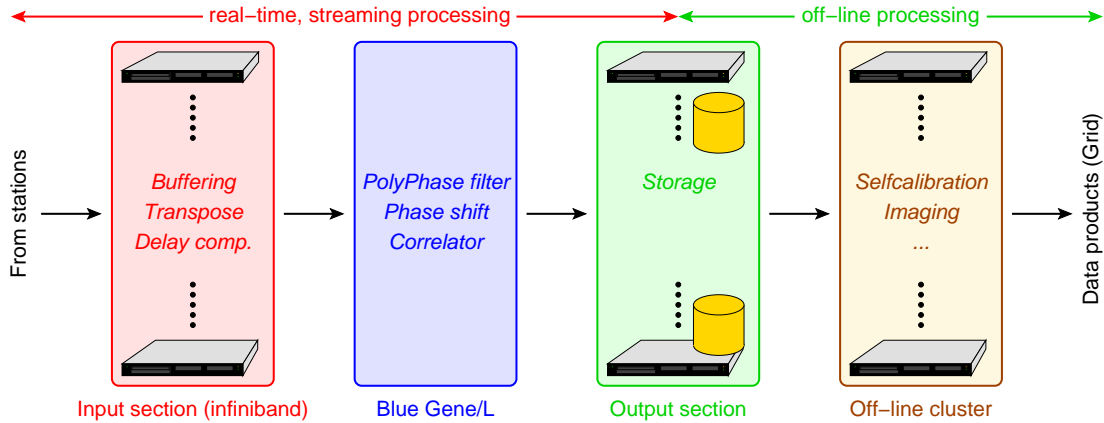 real−time, streaming processing
off−line processing
From stations
Buffering
Transpose
Delay comp.
Input section (infiniband)
PolyPhase filter
Phase shift
Correlator
Blue Gene/L
Storage
Output section
Selfcalibration
Imaging
...
Off−line cluster
Data products (Grid)